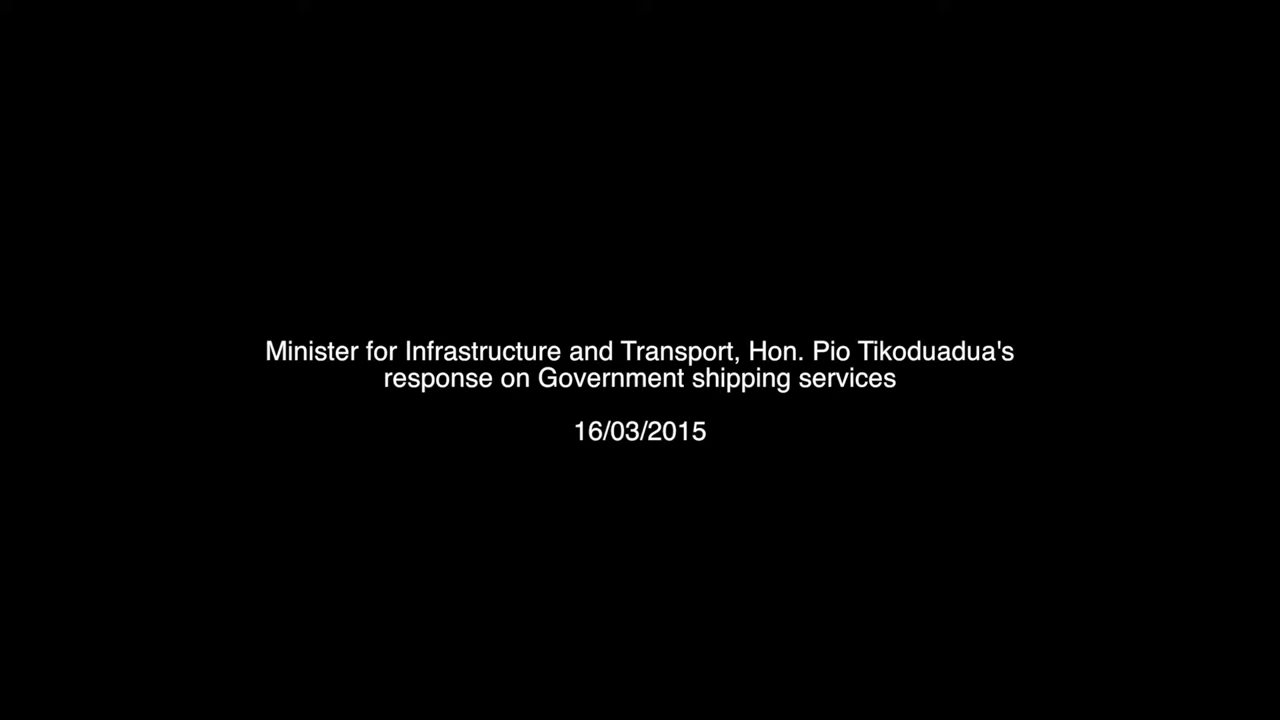 Minister for Infrastructure and Transport, Hon. Pio Tikoduadua's
response on Government shipping services
16/03/2015